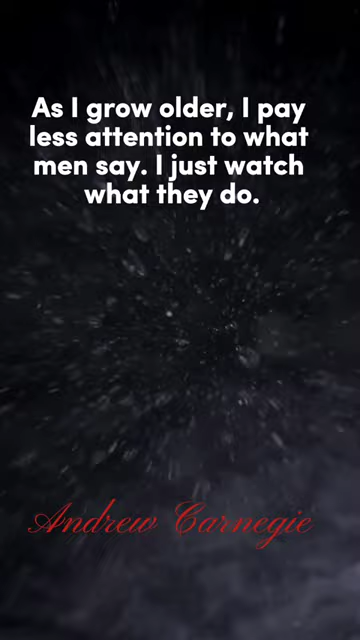 As I grow older, I pay
less attention to what
men say. I just watch
what they do.
Andrew Carnegie